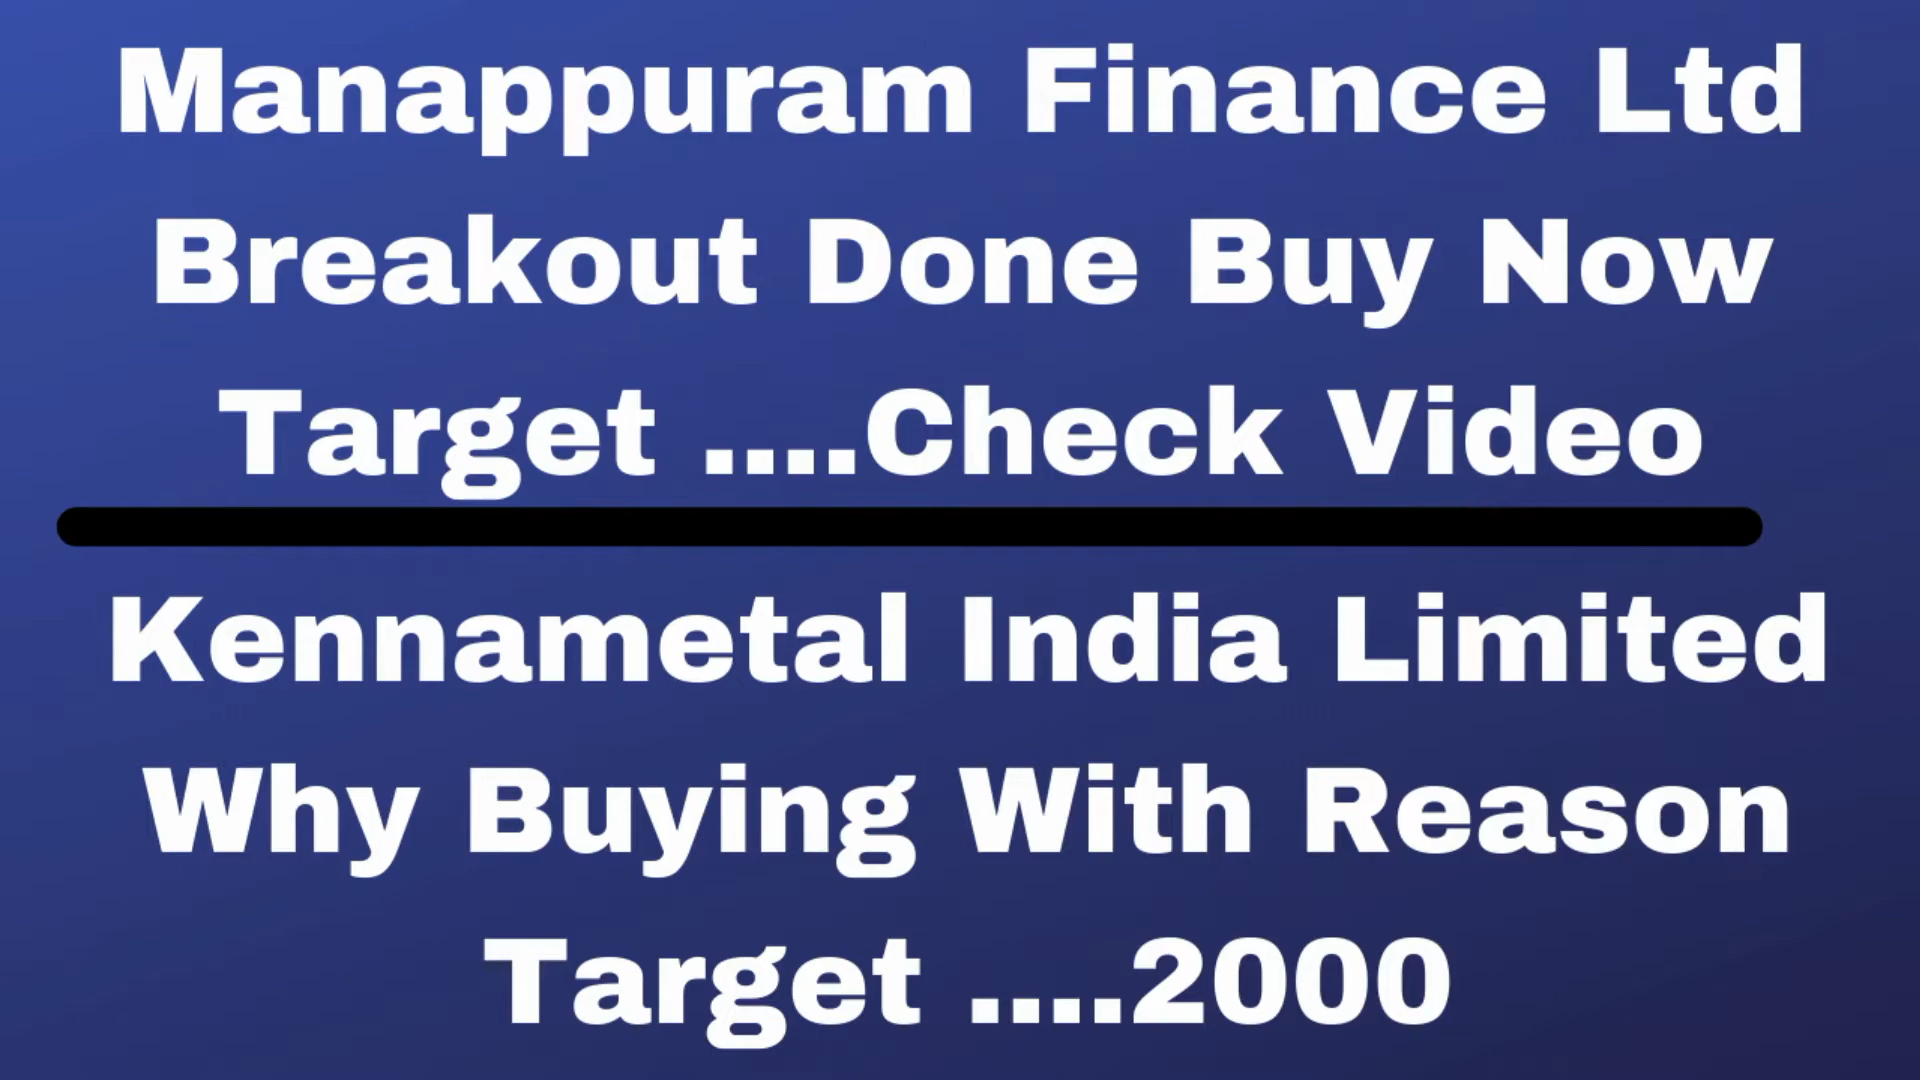 Manappuram Finance Ltd
Breakout Done Buy Now
Target ....Check Video
Kennametal India Limited
Why Buying With Reason
Target ....2000